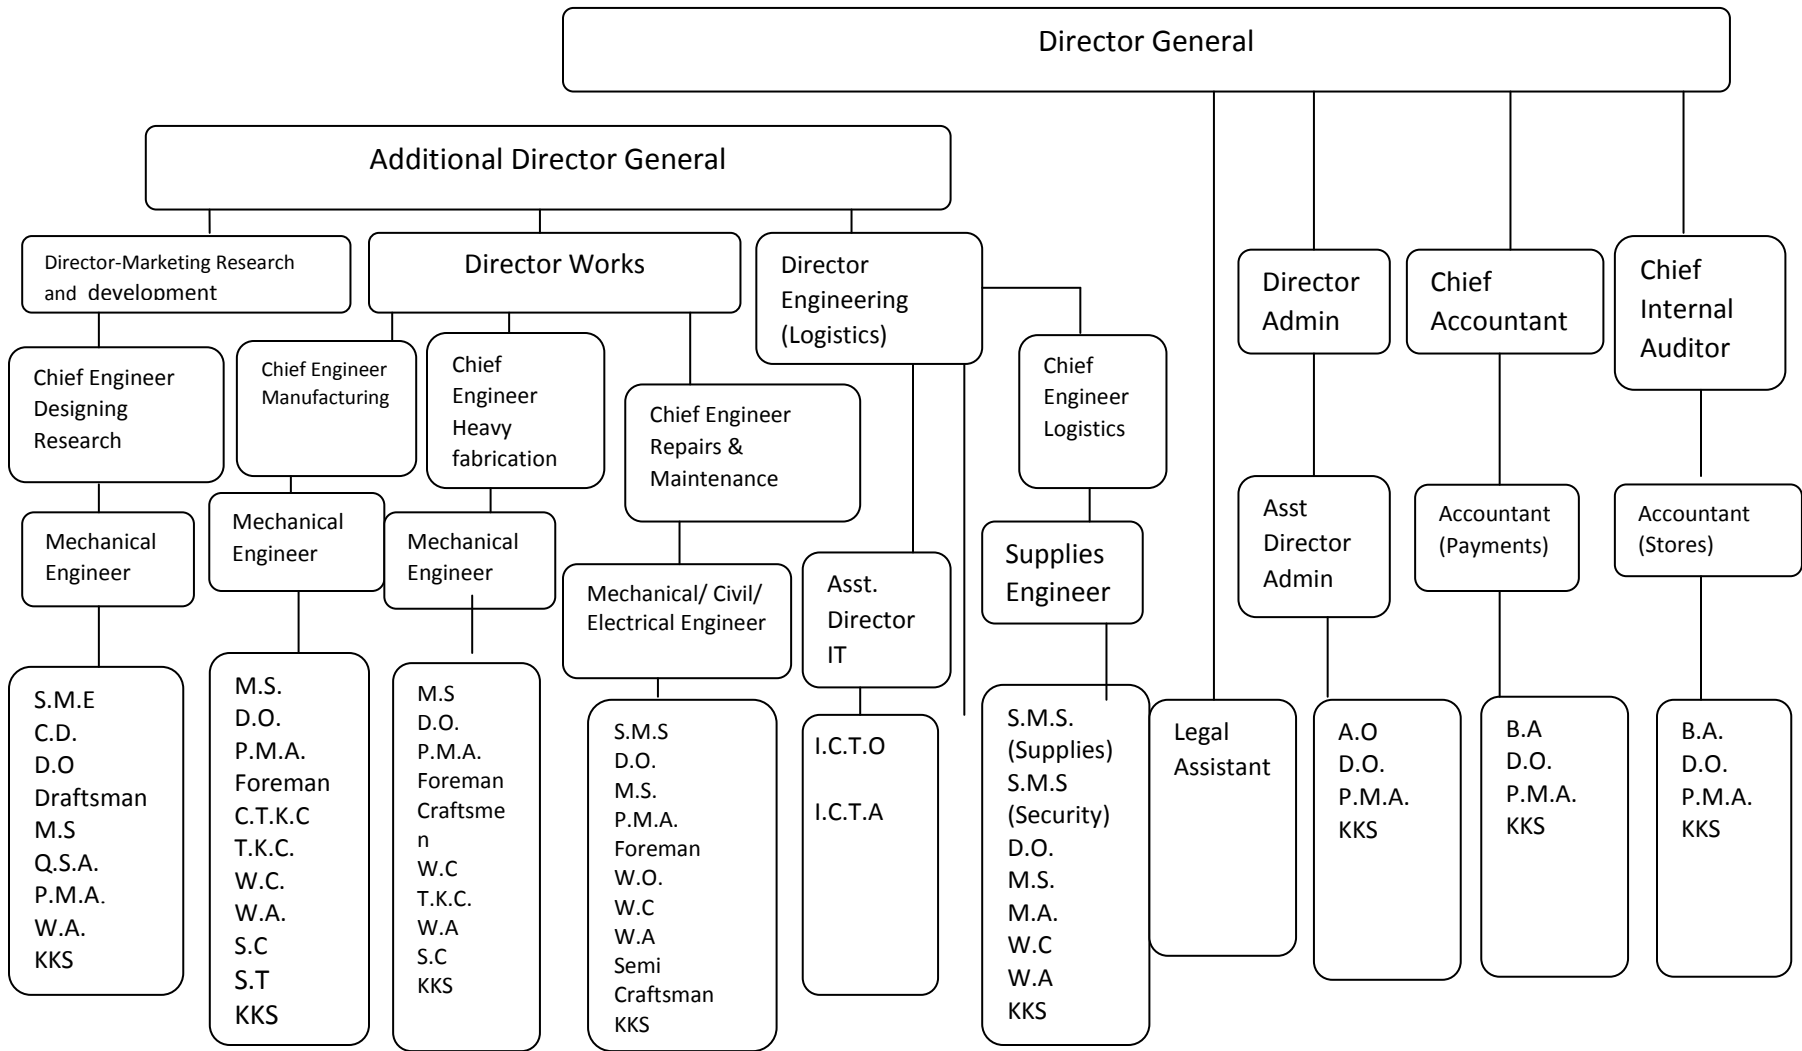 Director General
Additional Director General
Director-Marketing Research
and development
Director Works
Director
Engineering
(Logistics)
Director
Admin
Chief
Accountant
Chief
Internal
Auditor
Chief Engineer
Designing
Research
Chief Engineer
Manufacturing
Chief
Engineer
Heavy
fabrication
Chief Engineer
Repairs &
Maintenance
Chief
Engineer
Logistics
Mechanical
Engineer
Mechanical
Engineer
Mechanical
Engineer
Mechanical/ Civil/
Electrical Engineer
Asst.
Director
IT
Supplies
Engineer
Asst
Director
Admin
Accountant
(Payments)
Accountant
(Stores)
S.M.E
C.D.
D.O
Draftsman
M.S
Q.S.A.
P.M.A.
W.A.
KKS
M.S.
D.O.
P.M.A.
Foreman
C.T.K.C
T.K.C.
W.C.
W.A.
S.C
S.T
KKS
M.S
D.O.
P.M.A.
Foreman
Craftsme
n
W.C
T.K.C.
W.A
S.C
KKS
S.M.S
D.O.
M.S.
P.M.A.
Foreman
W.O.
W.C
W.A
Semi
Craftsman
KKS
I.C.T.O
I.C.T.A
S.M.S.
(Supplies)
S.M.S
(Security)
D.O.
M.S.
M.A.
W.C
W.A
KKS
Legal
Assistant
A.O
D.O.
P.M.A.
KKS
B.A
D.O.
P.M.A.
KKS
B.A.
D.O.
P.M.A.
KKS